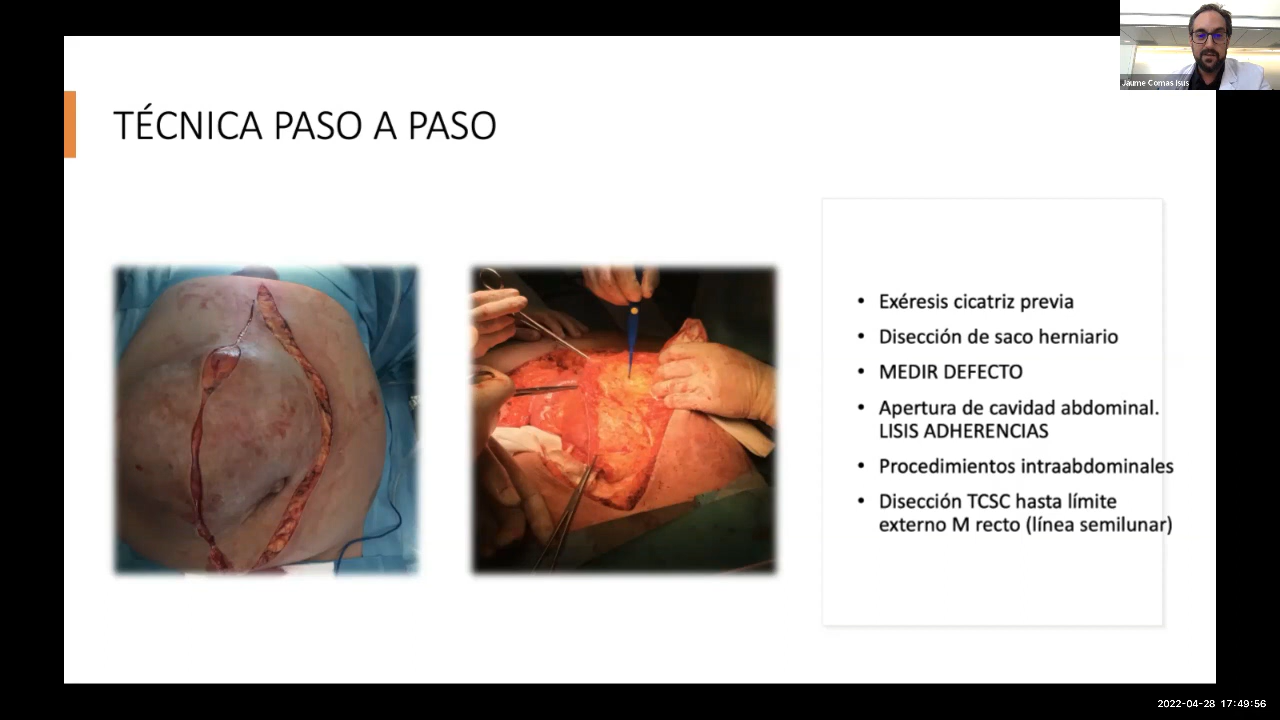 Jaume Comas Isus
TÉCNICA PASO A PASO
• Exéresis cicatriz previa
• Disección de saco herniario
• MEDIR DEFECTO
• Apertura de cavidad abdominal.
LISIS ADHERENCIAS
• Procedimientos intraabdominales
• Disección TCSC hasta límite
externo M recto (línea semilunar)
2022-04-28 17:49:56